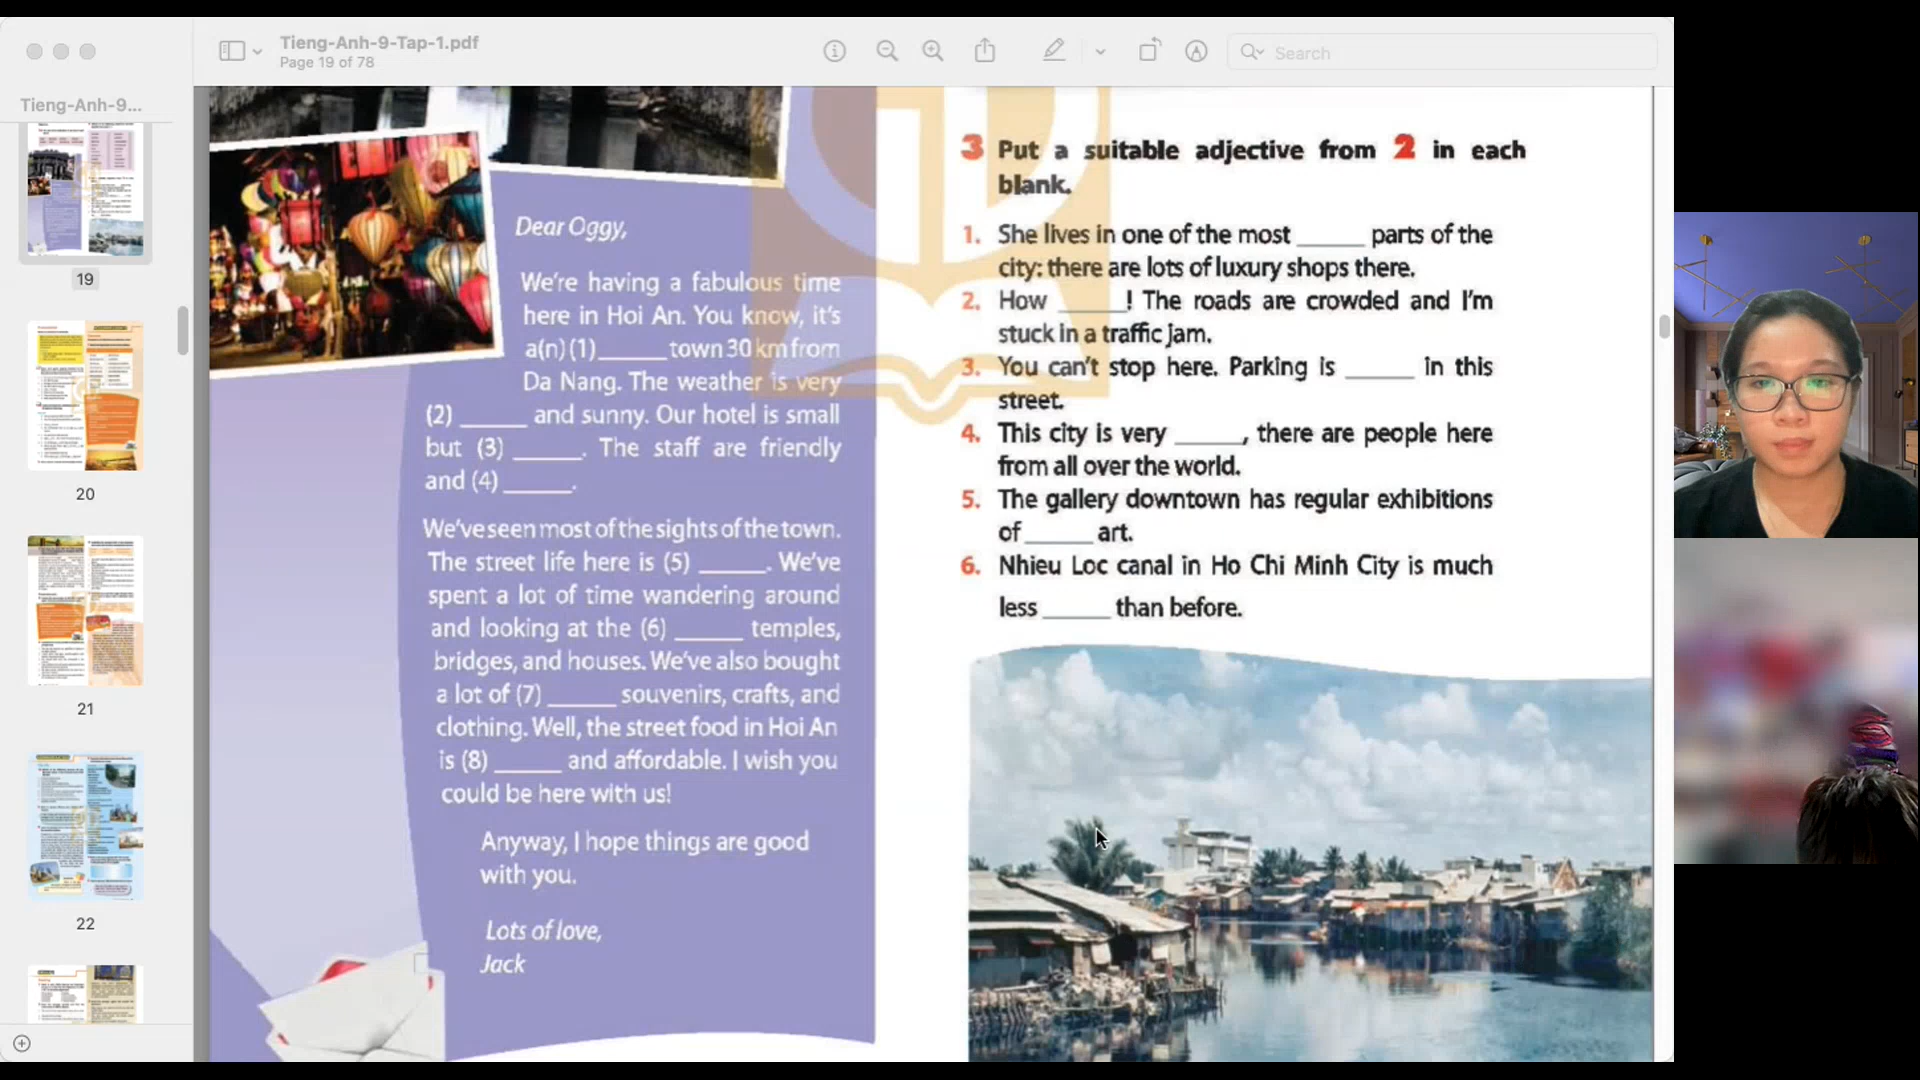 Tieng-Anh-9-Tap-1.pdf
Page 19 of 78
Search
Tieng-Anh-9...
19
20
21
22
Dear Oggy,
We're having a fabulous time
here in Hoi An. You know, it's
a(n) (1)______ town 30 km from
Da Nang. The weather is very
(2) ______ and sunny. Our hotel is small
but (3) ______. The staff are friendly
and (4) ______.
We've seen most of the sights of the town.
The street life here is (5) ______. We've
spent a lot of time wandering around
and looking at the (6) ______ temples,
bridges, and houses. We've also bought
a lot of (7) ______ souvenirs, crafts, and
clothing. Well, the street food in Hoi An
is (8) ______ and affordable. I wish you
could be here with us!
Anyway, I hope things are good
with you.
Lots of love,
Jack
3 Put a suitable adjective from 2 in each
blank.
1. She lives in one of the most ______ parts of the
city: there are lots of luxury shops there.
2. How ______! The roads are crowded and I'm
stuck in a traffic jam.
3. You can't stop here. Parking is ______ in this
street.
4. This city is very ______, there are people here
from all over the world.
5. The gallery downtown has regular exhibitions
of ______ art.
6. Nhieu Loc canal in Ho Chi Minh City is much
less ______ than before.